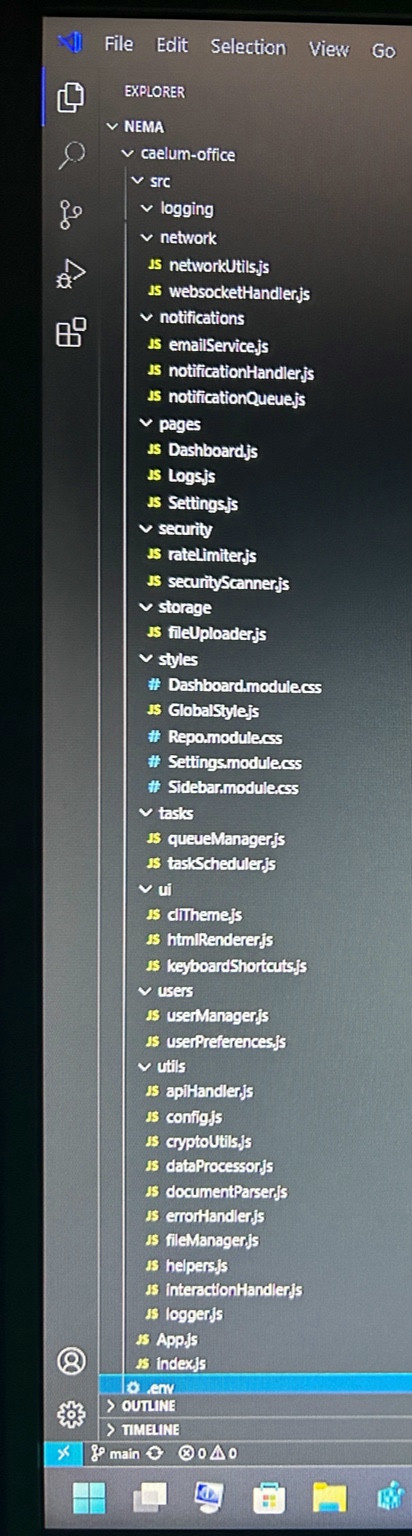 File Edit Selection View Go
EXPLORER
NEMA
caelum-office
src
logging
network
JS networkUtils.js
JS websocketHandler.js
notifications
JS emailService.js
JS notificationHandler.js
JS notificationQueue.js
pages
JS Dashboard.js
JS Logs.js
JS Settings.js
security
JS rateLimiter.js
JS securityScanner.js
storage
JS fileUploader.js
styles
# Dashboard.module.css
JS GlobalStyle.js
# Repo.module.css
# Settings.module.css
# Sidebar.module.css
tasks
JS queueManager.js
JS taskScheduler.js
ui
JS cliTheme.js
JS htmlRenderer.js
JS keyboardShortcuts.js
users
JS userManager.js
JS userPreferences.js
utils
JS apiHandler.js
JS config.js
JS cryptoUtils.js
JS dataProcessor.js
JS documentParser.js
JS errorHandler.js
JS fileManager.js
JS helpers.js
JS interactionHandler.js
JS logger.js
JS App.js
JS index.js
.env
OUTLINE
TIMELINE
main 0 0